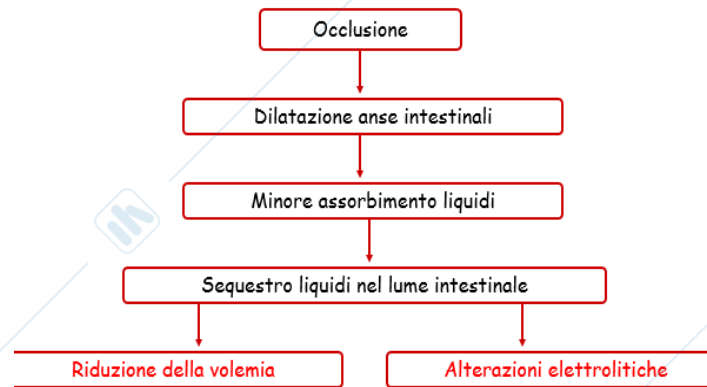 Occlusione
Dilatazione anse intestinali
Minore assorbimento liquidi
Sequestro liquidi nel lume intestinale
Riduzione della volemia
Alterazioni elettrolitiche